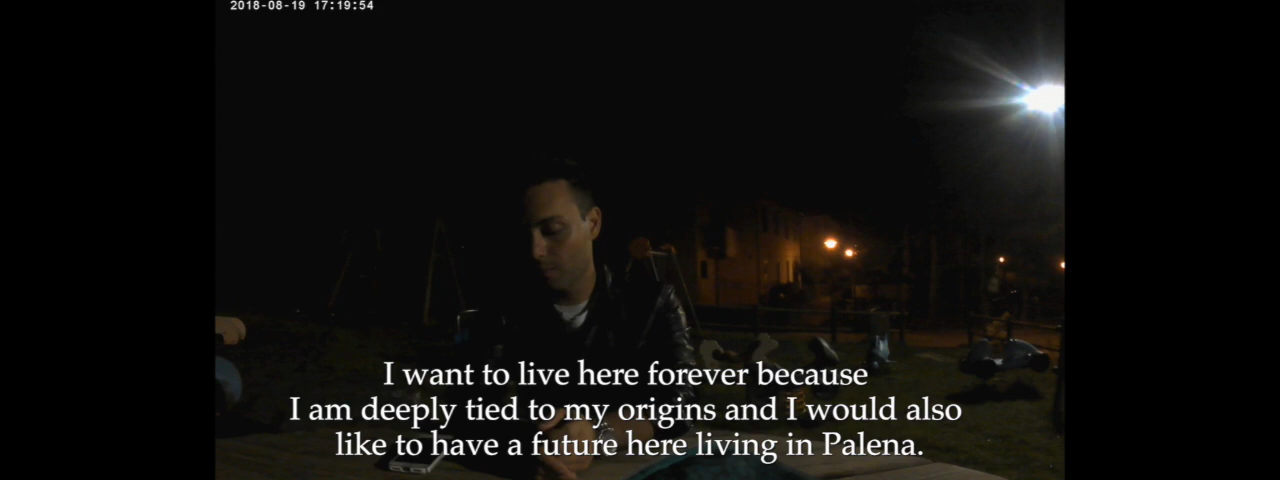 2018-08-19 17:19:54
I want to live here forever because
I am deeply tied to my origins and I would also
like to have a future here living in Palena.